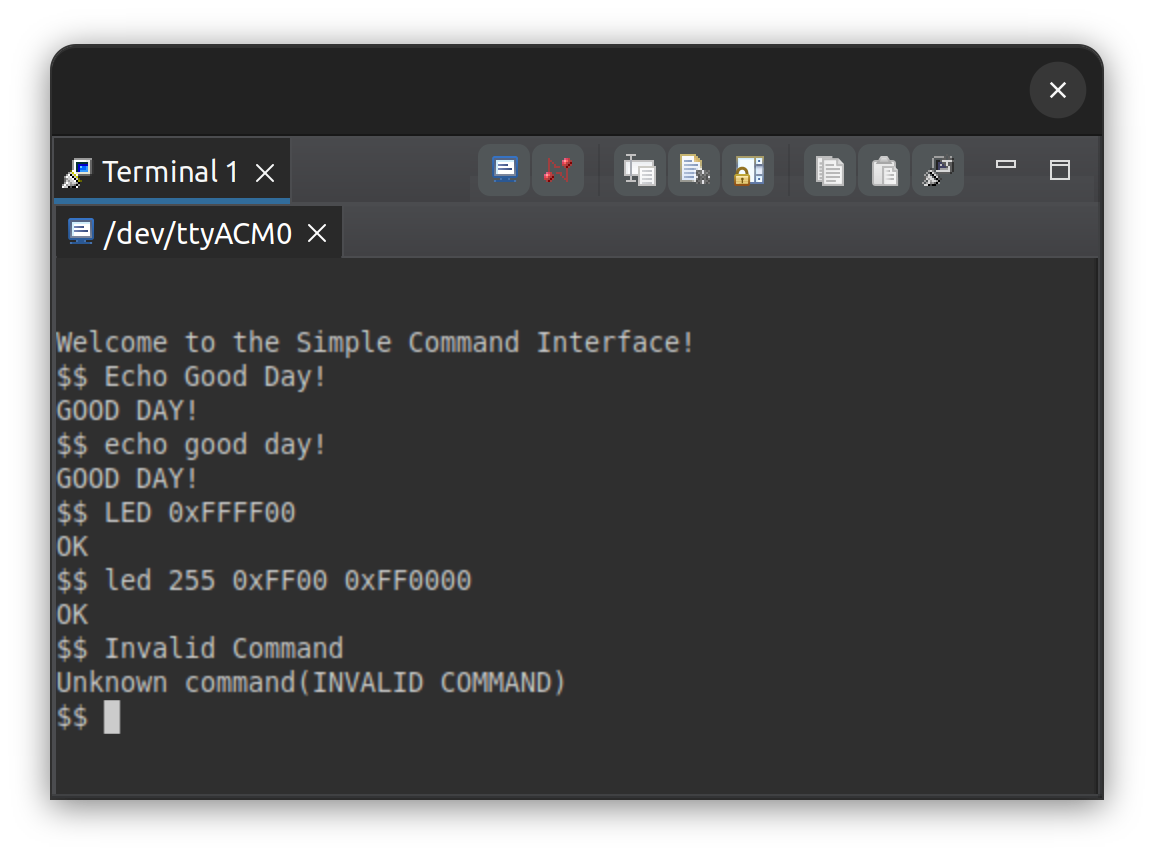 Terminal 1
/dev/ttyACM0
Welcome to the Simple Command Interface!
$$ Echo Good Day!
GOOD DAY!
$$ echo good day!
GOOD DAY!
$$ LED 0xFFFF00
OK
$$ led 255 0xFF00 0xFF0000
OK
$$ Invalid Command
Unknown command(INVALID COMMAND)
$$